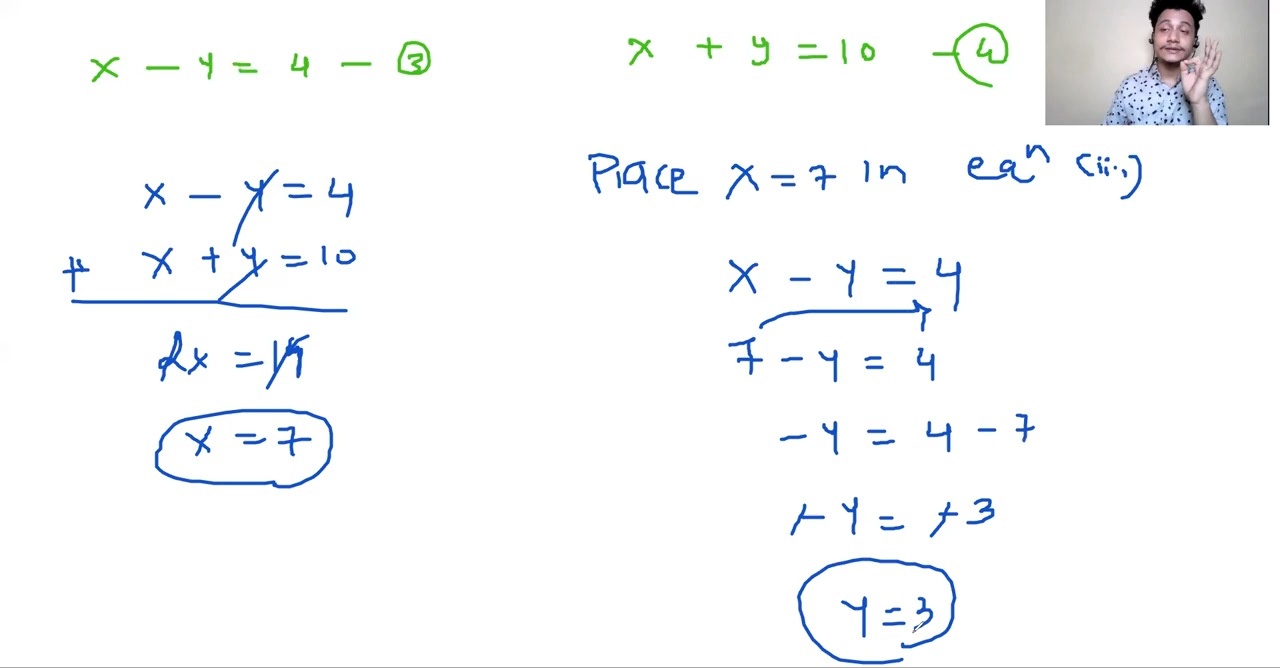 x - y = 4 - ③
x + y = 10 - ④
x - y = 4
+ x + y = 10
2x = 14
x = 7
Place x = 7 in eqⁿ (iii)
x - y = 4
7 - y = 4
- y = 4 - 7
- y = - 3
y = 3